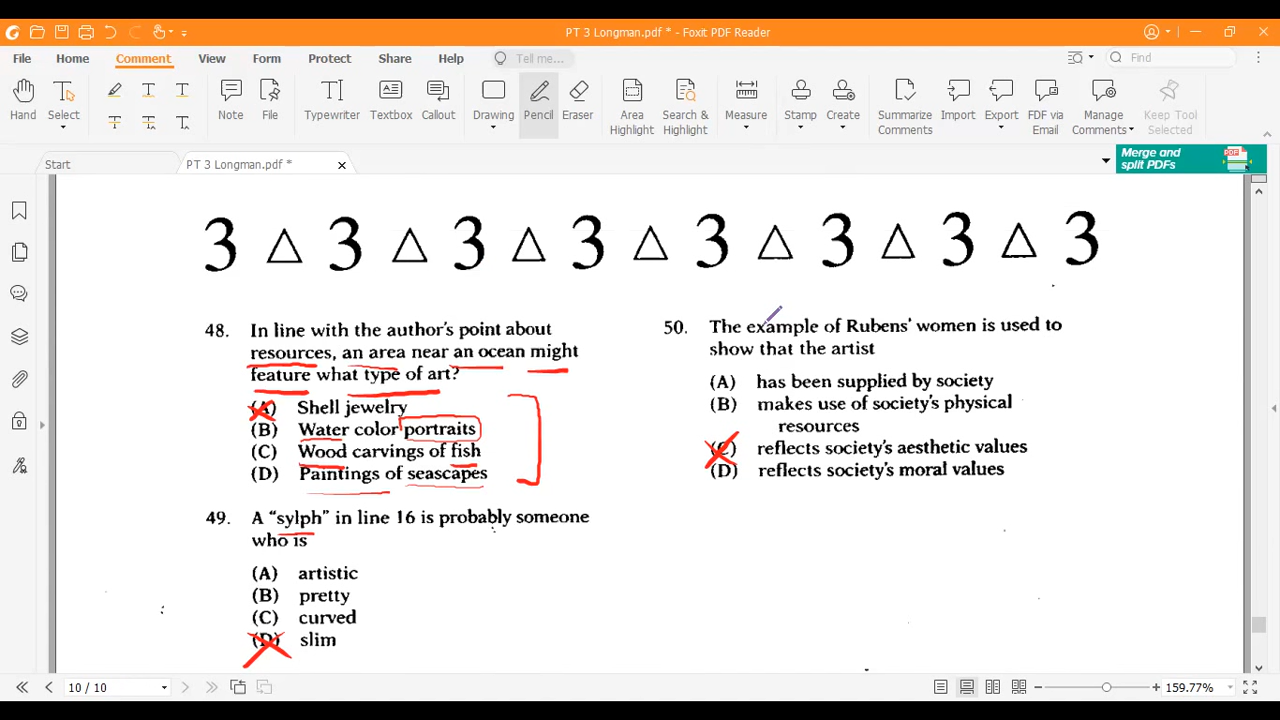 PT 3 Longman.pdf * - Foxit PDF Reader
File Home Comment View Form Protect Share Help Tell me... Find
Hand Select Note File Typewriter Textbox Callout Drawing Pencil Eraser Area Highlight Search & Highlight Measure Stamp Create Summarize Comments Import Export FDF via Email Manage Comments Keep Tool Selected
Start PT 3 Longman.pdf * Merge and split PDFs
3 △ 3 △ 3 △ 3 △ 3 △ 3 △ 3 △ 3
48. In line with the author's point about
resources, an area near an ocean might
feature what type of art?
(A) Shell jewelry
(B) Water color portraits
(C) Wood carvings of fish
(D) Paintings of seascapes
49. A "sylph" in line 16 is probably someone
who is
(A) artistic
(B) pretty
(C) curved
(D) slim
50. The example of Rubens' women is used to
show that the artist
(A) has been supplied by society
(B) makes use of society's physical
resources
(C) reflects society's aesthetic values
(D) reflects society's moral values
10 / 10 159.77%